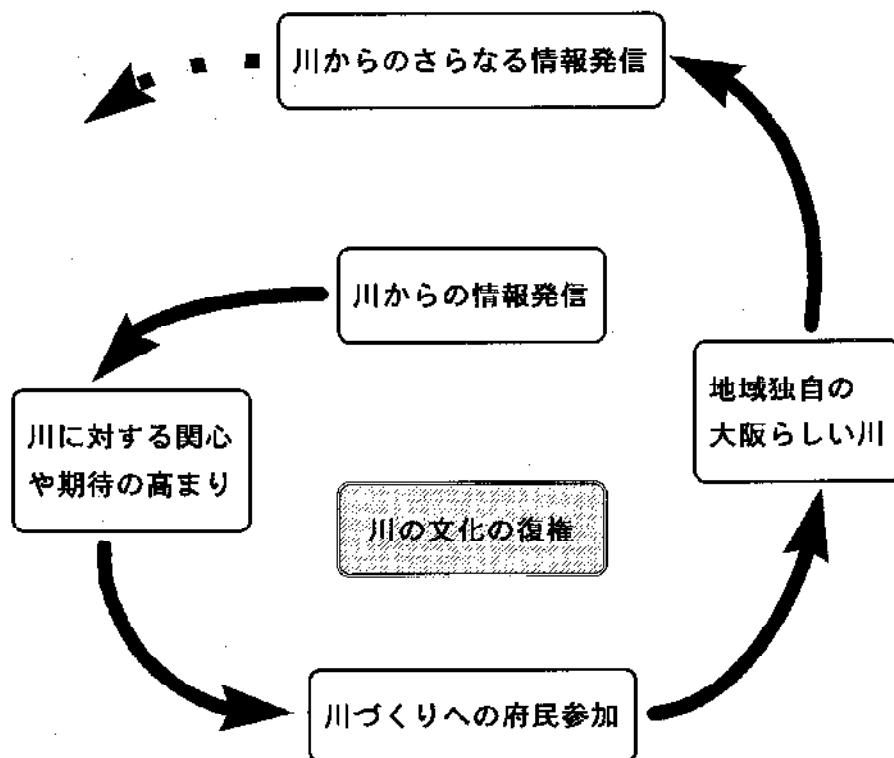 川からのさらなる情報発信
川からの情報発信
地域独自の
大阪らしい川
川に対する関心
や期待の高まり
川の文化の復権
川づくりへの府民参加